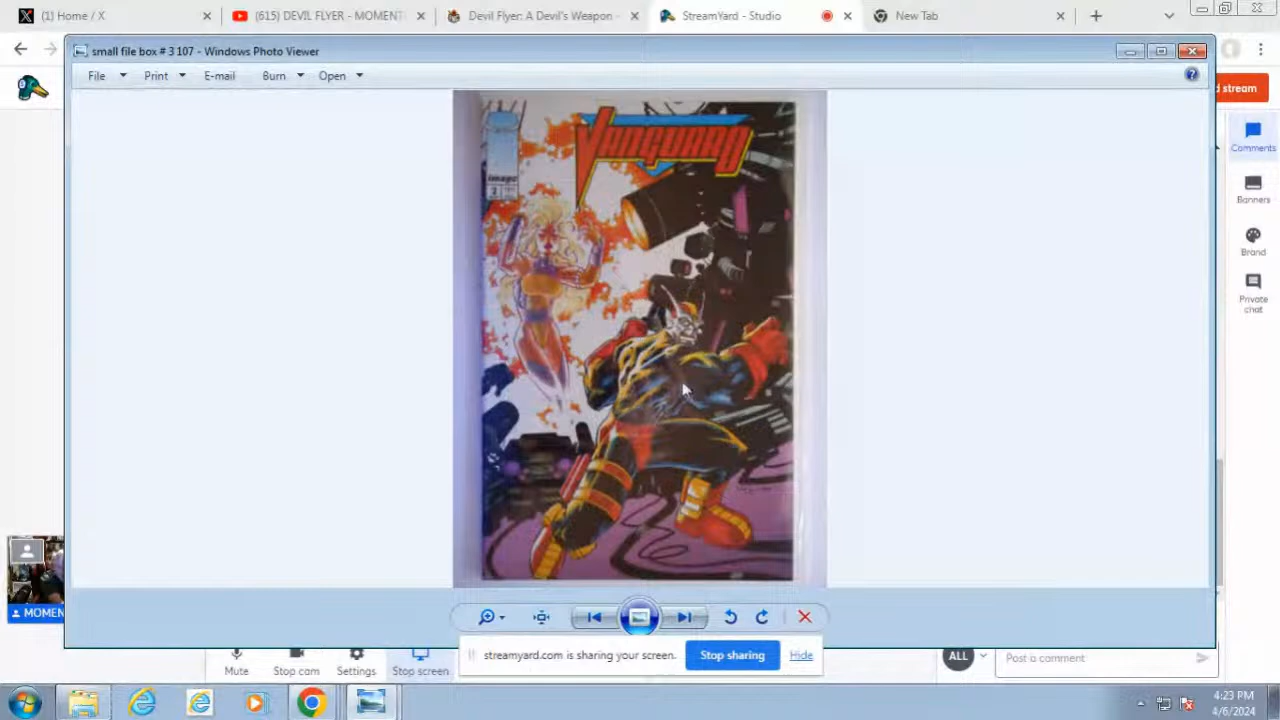 (1) Home / X
(615) DEVIL FLYER - MOMENT
Devil Flyer: A Devil's Weapon -
StreamYard - Studio
New Tab
small file box # 3 107 - Windows Photo Viewer
File
Print
E-mail
Burn
Open
d stream
VANGUARD
image
Comments
Banners
Brand
Private
chat
MOMEN
Mute
Stop cam
Settings
Stop screen
streamyard.com is sharing your screen.
Stop sharing
Hide
ALL
Post a comment
4:23 PM
4/6/2024